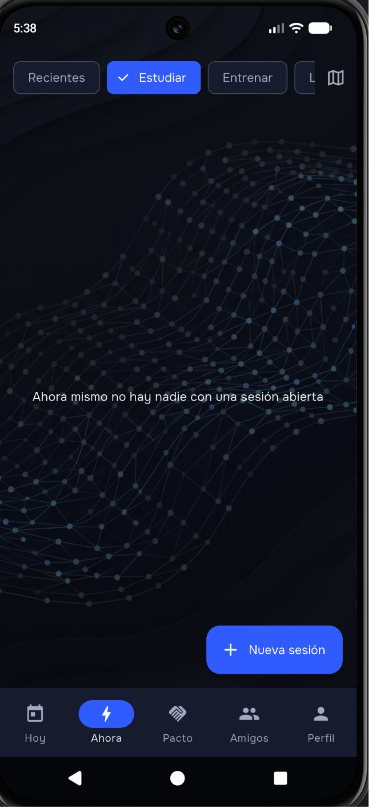 5:38
Recientes
Estudiar
Entrenar
L
Ahora mismo no hay nadie con una sesión abierta
Nueva sesión
Hoy
Ahora
Pacto
Amigos
Perfil